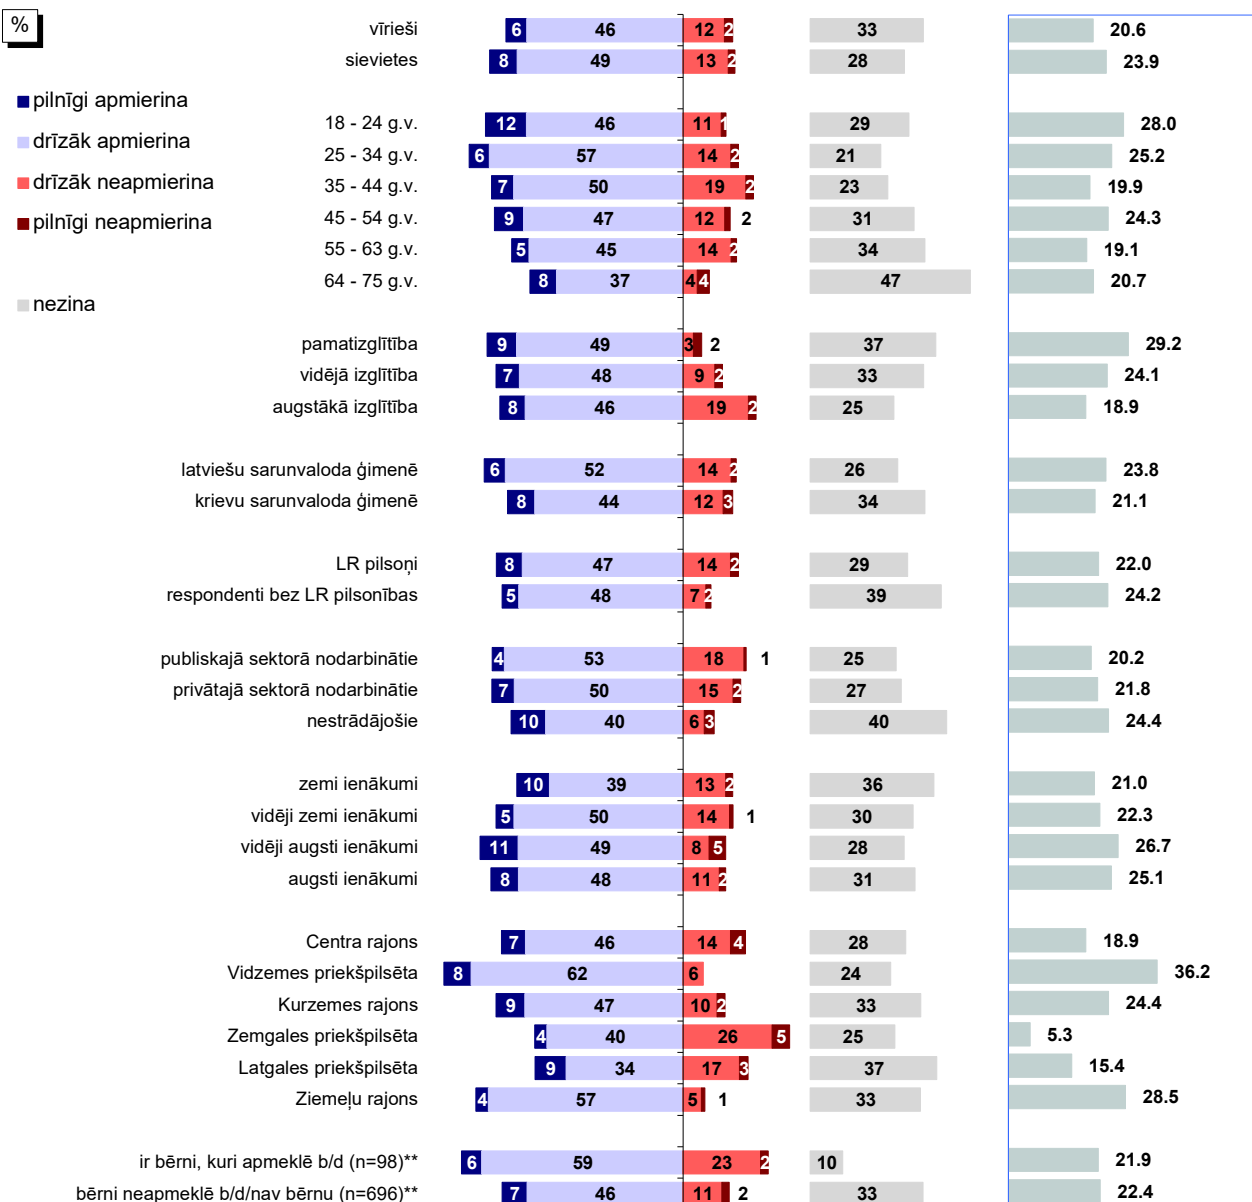 %
pilnīgi apmierina
drīzāk apmierina
drīzāk neapmierina
pilnīgi neapmierina
nezina
vīrieši 6 46 12 2 33 20.6
sievietes 8 49 13 2 28 23.9
18 - 24 g.v. 12 46 11 1 29 28.0
25 - 34 g.v. 6 57 14 2 21 25.2
35 - 44 g.v. 7 50 19 2 23 19.9
45 - 54 g.v. 9 47 12 2 31 24.3
55 - 63 g.v. 5 45 14 2 34 19.1
64 - 75 g.v. 8 37 4 4 47 20.7
pamatizglītība 9 49 3 2 37 29.2
vidējā izglītība 7 48 9 2 33 24.1
augstākā izglītība 8 46 19 2 25 18.9
latviešu sarunvaloda ģimenē 6 52 14 2 26 23.8
krievu sarunvaloda ģimenē 8 44 12 3 34 21.1
LR pilsoņi 8 47 14 2 29 22.0
respondenti bez LR pilsonības 5 48 7 2 39 24.2
publiskajā sektorā nodarbinātie 4 53 18 1 25 20.2
privātajā sektorā nodarbinātie 7 50 15 2 27 21.8
nestrādājošie 10 40 6 3 40 24.4
zemi ienākumi 10 39 13 2 36 21.0
vidēji zemi ienākumi 5 50 14 1 30 22.3
vidēji augsti ienākumi 11 49 8 5 28 26.7
augsti ienākumi 8 48 11 2 31 25.1
Centra rajons 7 46 14 4 28 18.9
Vidzemes priekšpilsēta 8 62 6 24 36.2
Kurzemes rajons 9 47 10 2 33 24.4
Zemgales priekšpilsēta 4 40 26 5 25 5.3
Latgales priekšpilsēta 9 34 17 3 37 15.4
Ziemeļu rajons 4 57 5 1 33 28.5
ir bērni, kuri apmeklē b/d (n=98)** 6 59 23 2 10 21.9
bērni neapmeklē b/d/nav bērnu (n=696)** 7 46 11 2 33 22.4